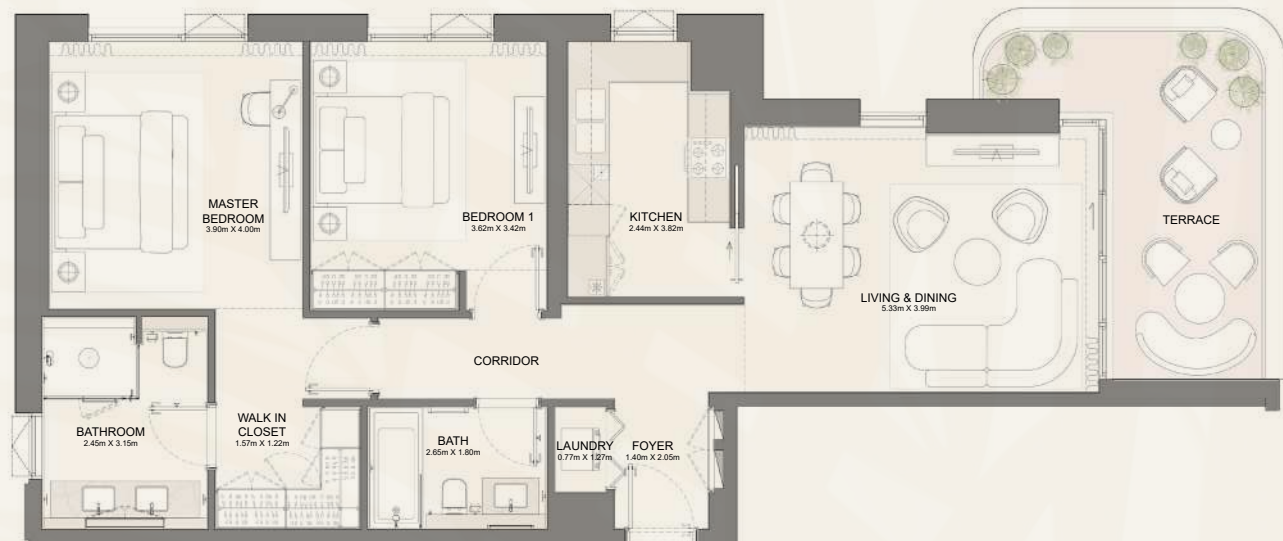 MASTER
BEDROOM
3.90m X 4.00m
BEDROOM 1
3.62m X 3.42m
KITCHEN
2.44m X 3.82m
TERRACE
LIVING & DINING
5.33m X 3.99m
CORRIDOR
BATHROOM
2.45m X 3.15m
WALK IN
CLOSET
1.57m X 1.22m
BATH
2.65m X 1.80m
LAUNDRY
0.77m X 1.27m
FOYER
1.40m X 2.05m